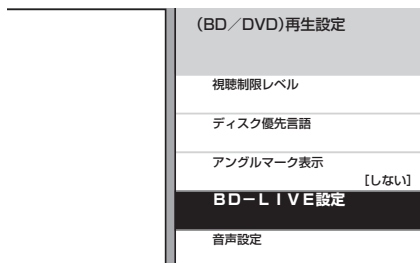 (BD／DVD)再生設定
視聴制限レベル
ディスク優先言語
アングルマーク表示
[しない]
BD－ＬＩＶＥ設定
音声設定